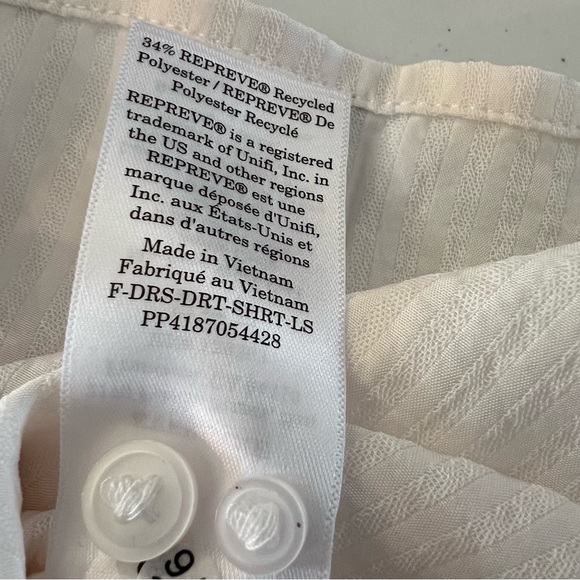 34% REPREVE® Recycled
Polyester / REPREVE® De
Polyester Recyclé
REPREVE® is a registered
trademark of Unifi, Inc. in
the US and other regions
REPREVE® est une
marque déposée d'Unifi,
Inc. aux États-Unis et
dans d'autres régions
Made in Vietnam
Fabriqué au Vietnam
F-DRS-DRT-SHRT-LS
PP4187054428